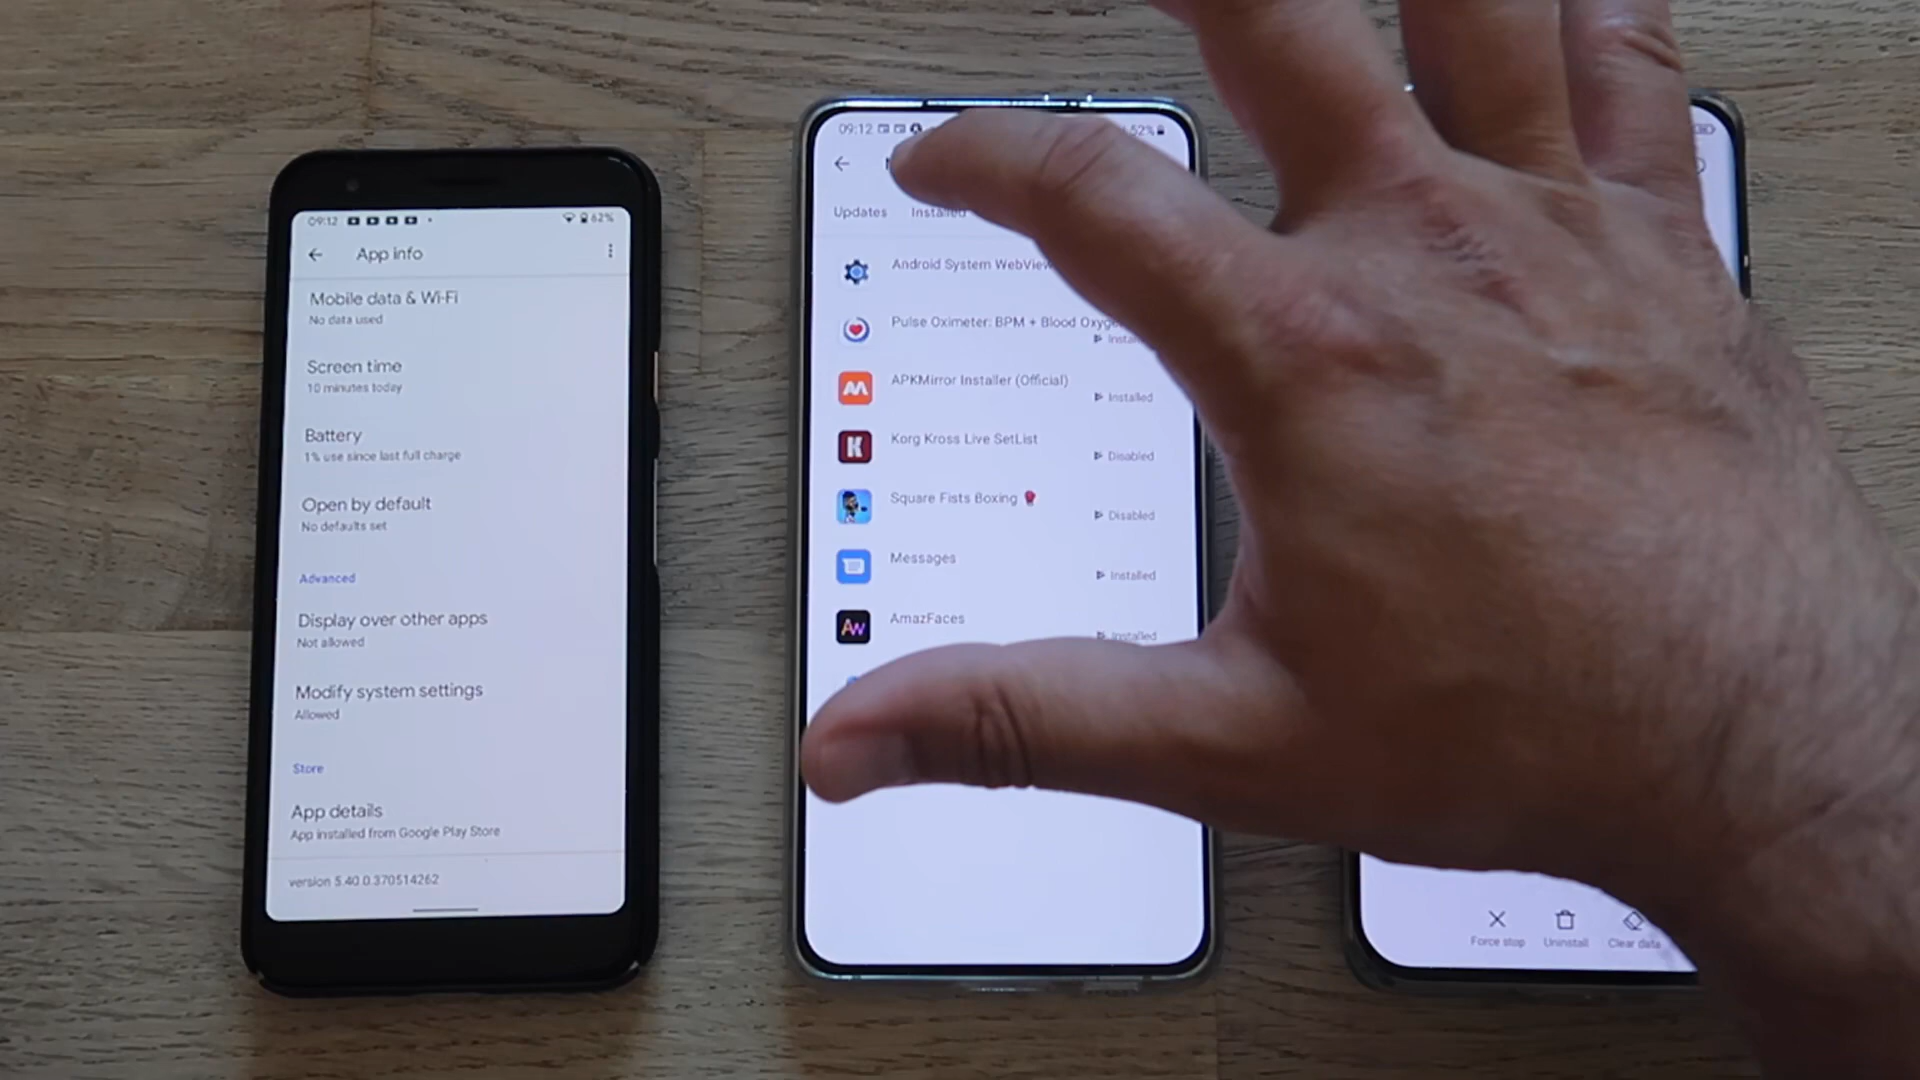 09:12
62%
App info
Mobile data & Wi-Fi
No data used
Screen time
10 minutes today
Battery
1% use since last full charge
Open by default
No defaults set
Advanced
Display over other apps
Not allowed
Modify system settings
Allowed
Store
App details
App installed from Google Play Store
version 5.40.0.370514262
09:12
52%
Updates Installed
Android System WebView
Pulse Oximeter: BPM + Blood
APKMirror Installer (Official)
Installed
Korg Kross Live SetList
Disabled
Square Fists Boxing 🥊
Disabled
Messages
Installed
AmazFaces
Installed
Force stop Uninstall Clear data